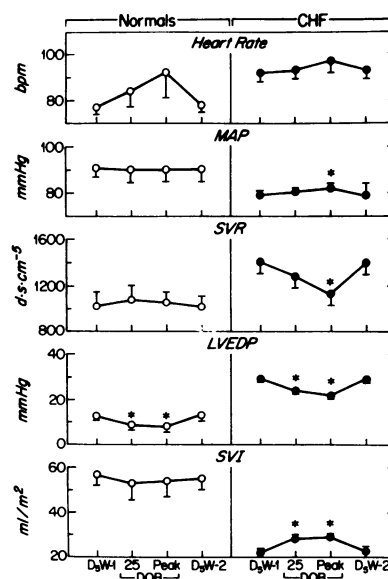 Normals CHF
Heart Rate
bpm
100
80
MAP
mmHg
100
80
SVR
d·s·cm⁻⁵
1600
1200
800
*
LVEDP
mmHg
40
20
0
* * * *
SVI
ml/m²
60
40
20
* *
D₅W-1 25 Peak D₅W-2 D₅W-1 25 Peak D₅W-2
DOB DOB